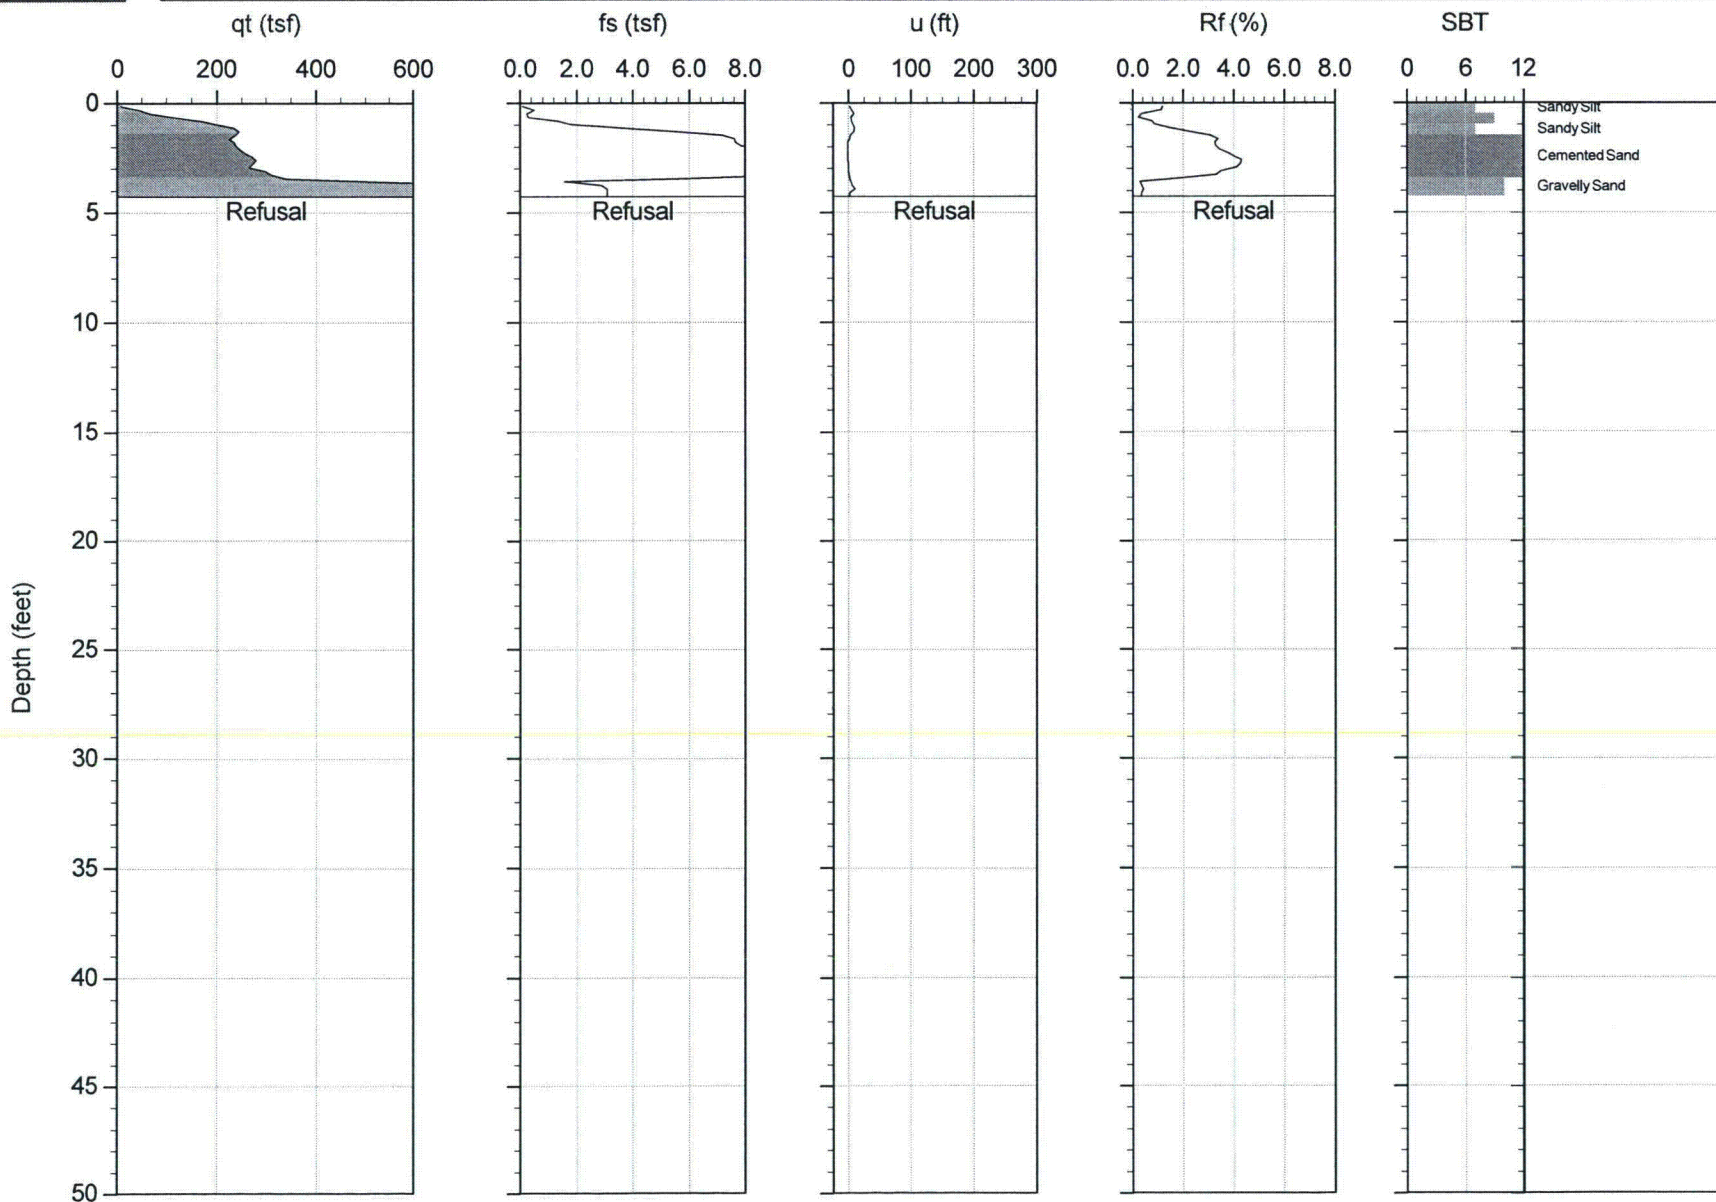 qt (tsf) fs (tsf) u (ft) Rf (%) SBT
0 200 400 600 0.0 2.0 4.0 6.0 8.0 0 100 200 300 0.0 2.0 4.0 6.0 8.0 0 6 12
0
Sandy Silt
Sandy Silt
Cemented Sand
Gravelly Sand
5 Refusal Refusal Refusal Refusal
10
15
20
25
Depth (feet)
30
35
40
45
50